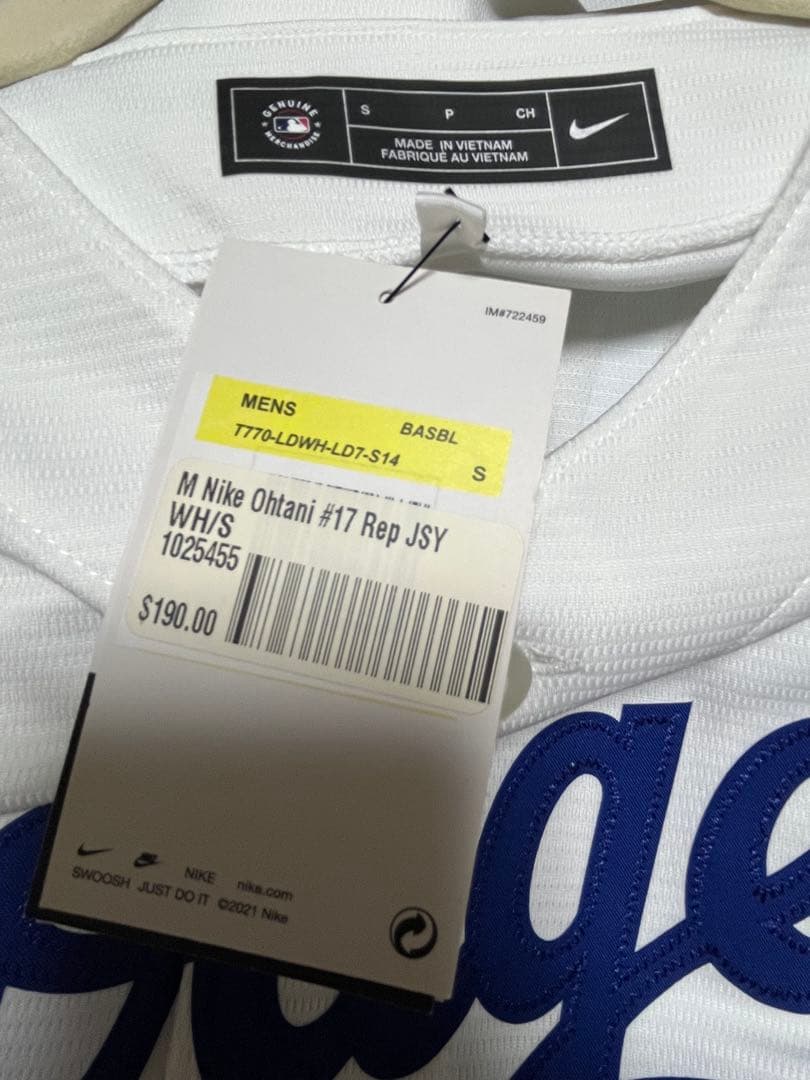 GENUINE
MERCHANDISE
S P CH
MADE IN VIETNAM
FABRIQUÉ AU VIETNAM
IM#722459
MENS BASBL
T770-LDWH-LD7-S14 S
M Nike Ohtani #17 Rep JSY
WH/S
1025455
$190.00
NIKE nike.com
SWOOSH JUST DO IT ©2021 Nike